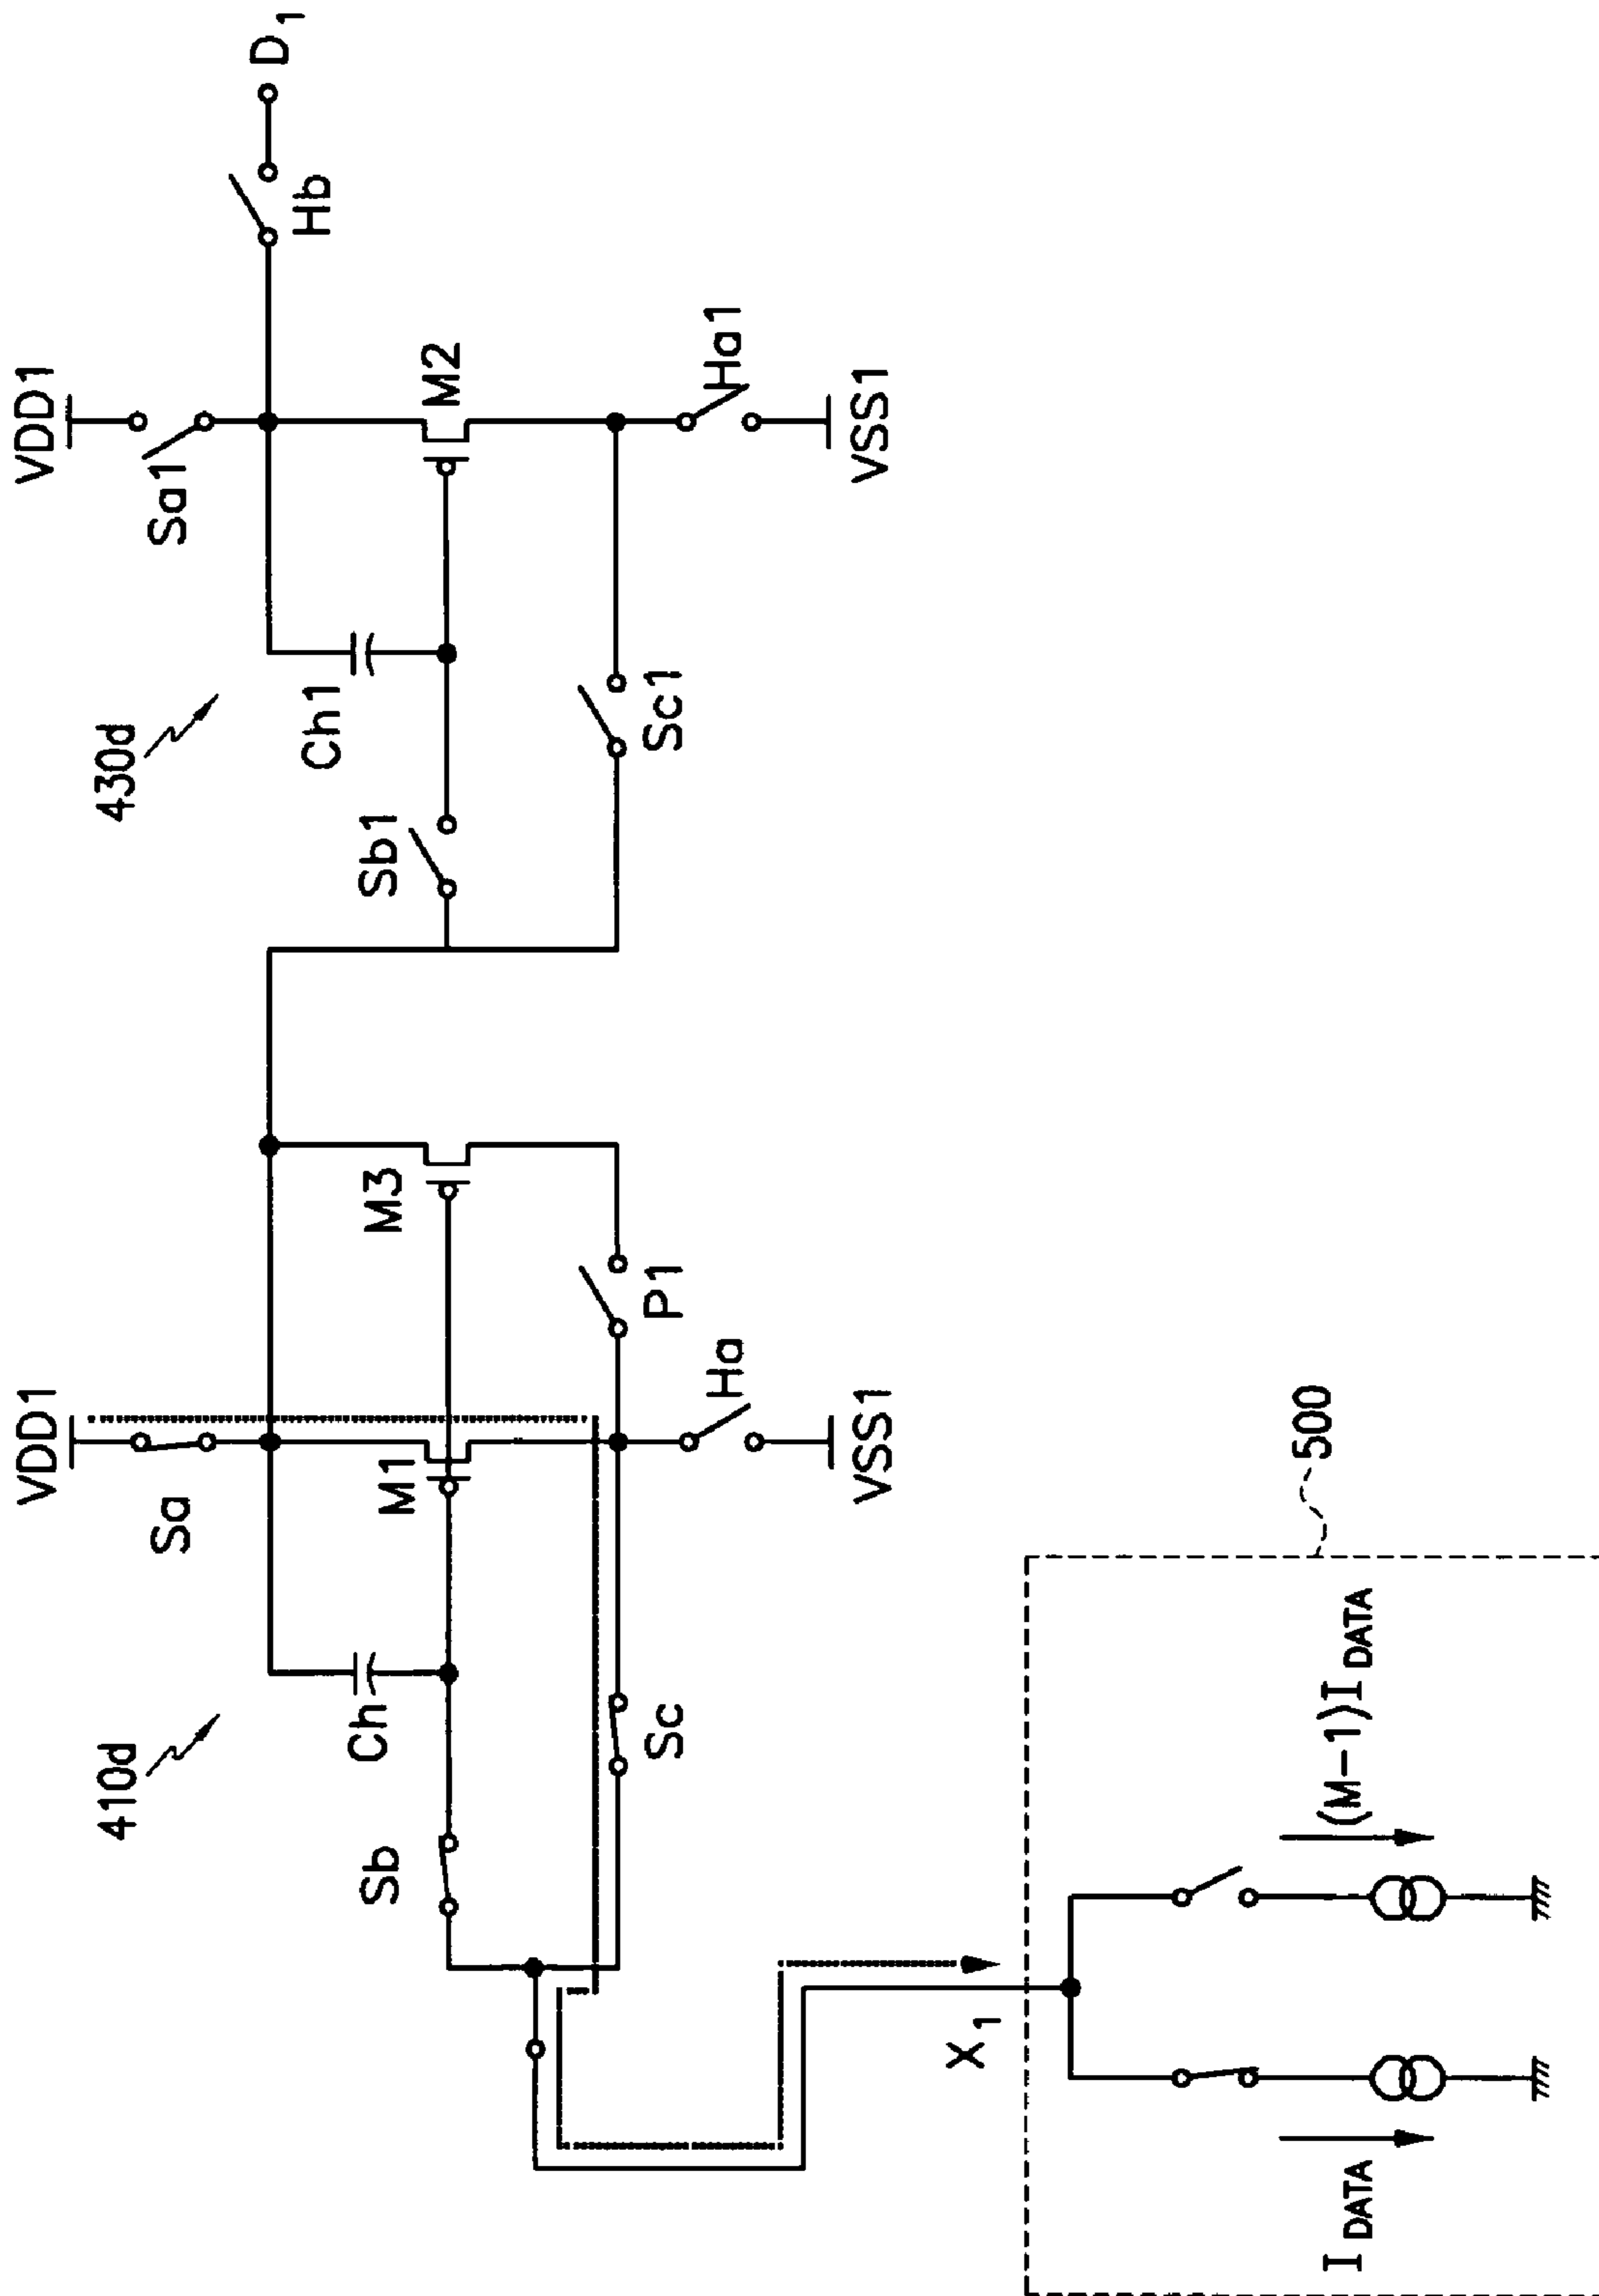 VDD1
Sa
410d
Ch
M1
M3
Sb
Sc
P1
Ha
VSS1
VDD1
Sa1
430d
Ch1
M2
Hb
D1
Sb1
Sc1
Ha1
VSS1
X1
500
I DATA
(M-1)I DATA